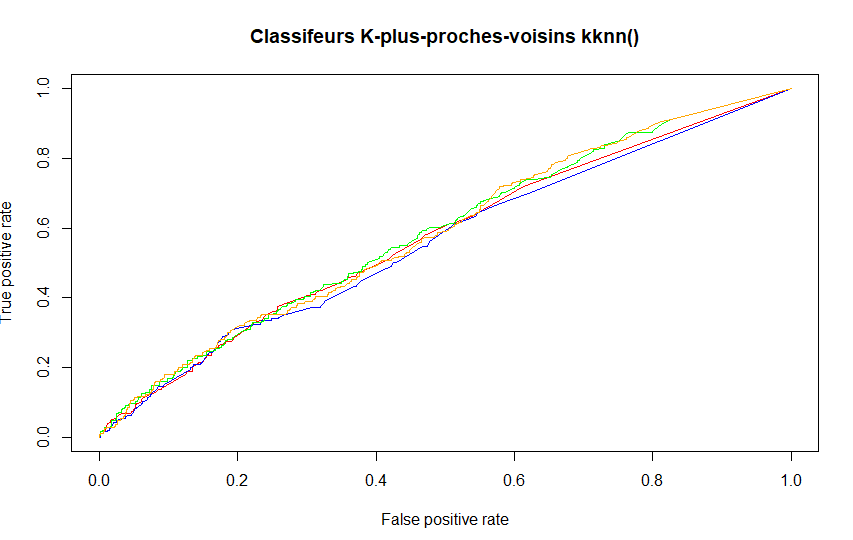 Classifeurs K-plus-proches-voisins kknn()
True positive rate
1.0
0.8
0.6
0.4
0.2
0.0
0.0 0.2 0.4 0.6 0.8 1.0
False positive rate